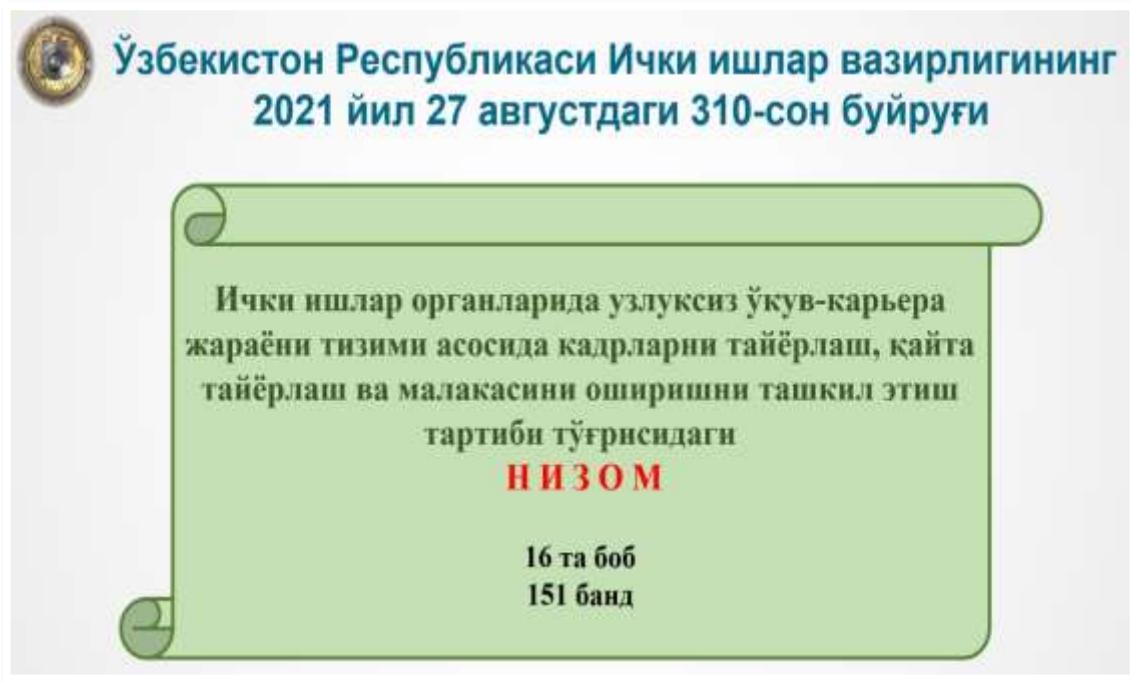 Ўзбекистон Республикаси Ички ишлар вазирлигининг
2021 йил 27 августдаги 310-сон буйруғи
Ички ишлар органларида узлуксиз ўкув-карьера
жараёни тизими асосида кадрларни тайёрлаш, қайта
тайёрлаш ва малакасини оширишни ташкил этиш
тартиби тўғрисидаги
Н И З О М
16 та боб
151 банд